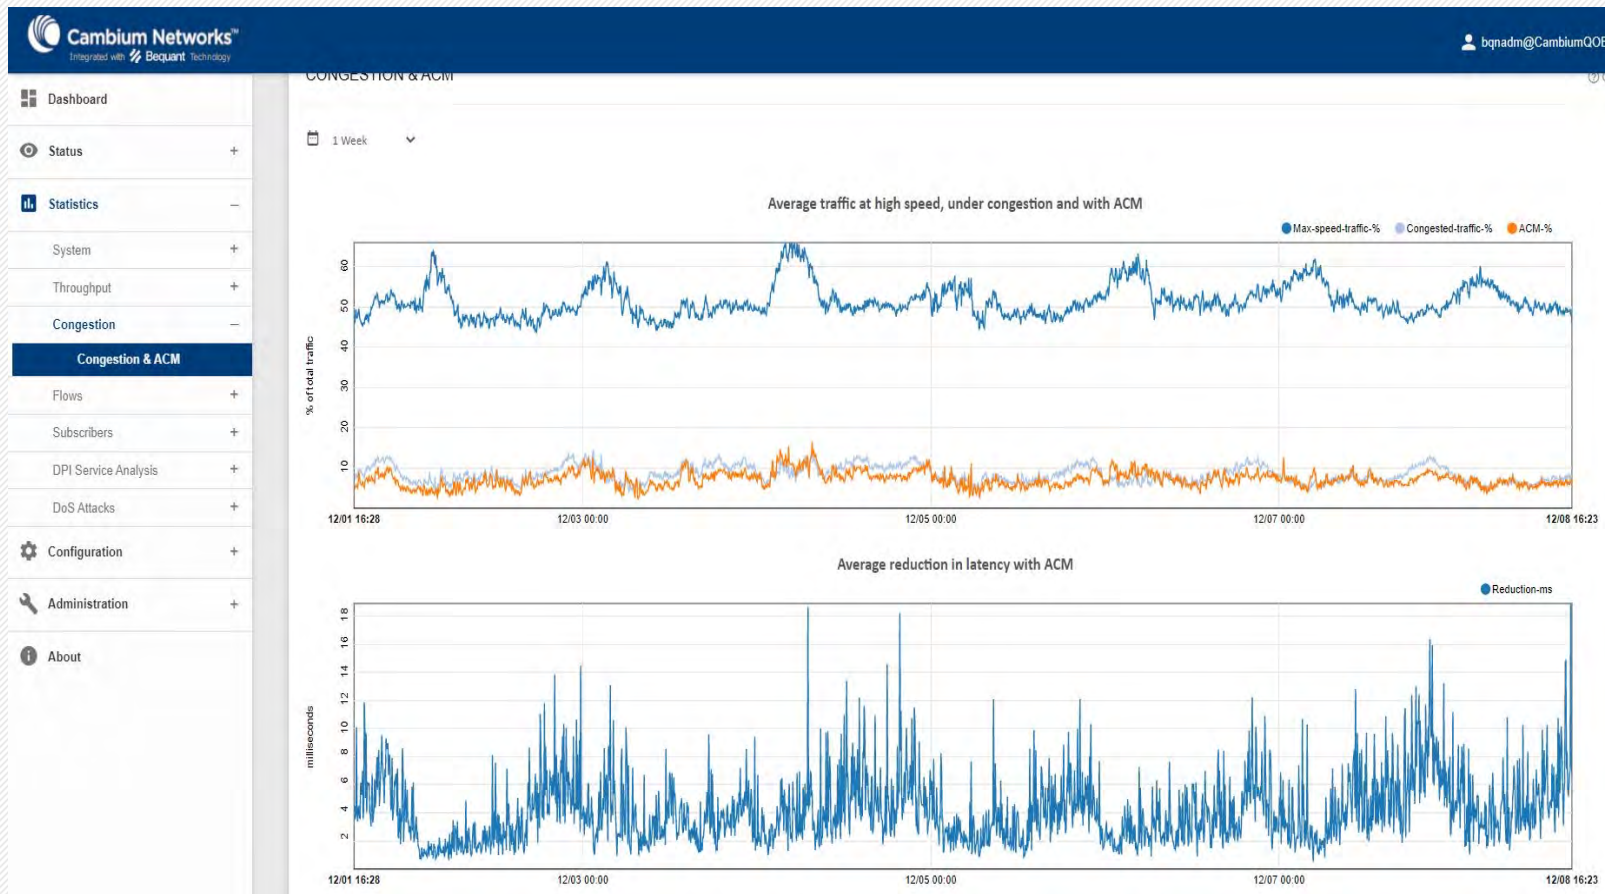 Cambium Networks™
Integrated with Bequant Technology
bqnadm@CambiumQOE
CONGESTION & ACM
Dashboard
Status +
Statistics –
System +
Throughput +
Congestion –
Congestion & ACM
Flows +
Subscribers +
DPI Service Analysis +
DoS Attacks +
Configuration +
Administration +
About
1 Week
Average traffic at high speed, under congestion and with ACM
Max-speed-traffic-% Congested-traffic-% ACM-%
% of total traffic
60
50
40
30
20
10
12/01 16:28 12/03 00:00 12/05 00:00 12/07 00:00 12/08 16:23
Average reduction in latency with ACM
Reduction-ms
milliseconds
18
16
14
12
10
8
6
4
2
12/01 16:28 12/03 00:00 12/05 00:00 12/07 00:00 12/08 16:23